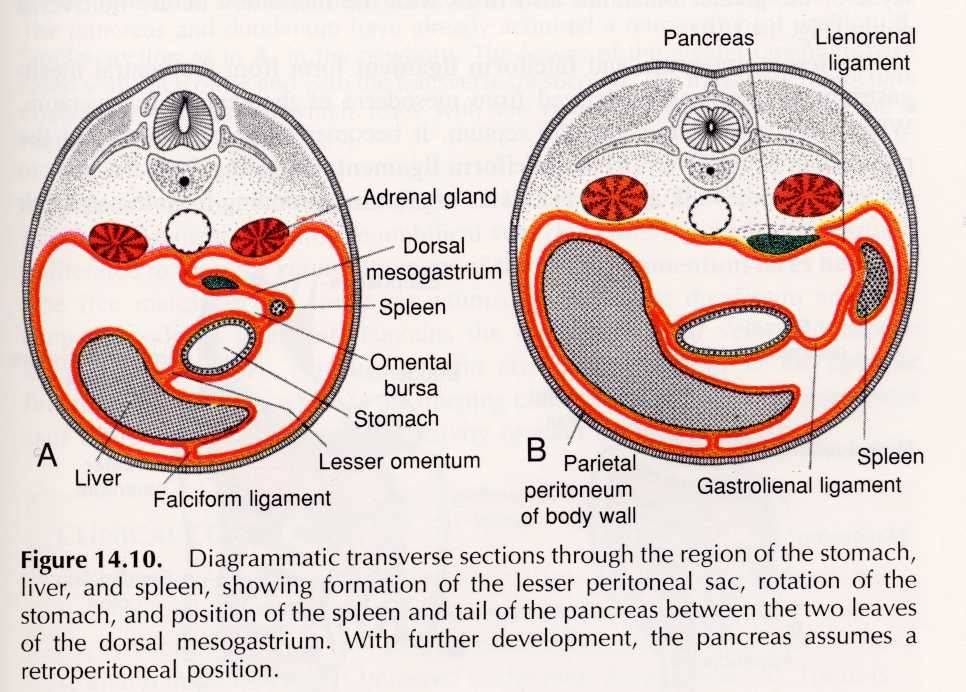 Pancreas
Lienorenal
ligament
Adrenal gland
Dorsal
mesogastrium
Spleen
Omental
bursa
Stomach
Lesser omentum
A
Liver
Falciform ligament
B
Parietal
peritoneum
of body wall
Gastrolienal ligament
Spleen
Figure 14.10. Diagrammatic transverse sections through the region of the stomach,
liver, and spleen, showing formation of the lesser peritoneal sac, rotation of the
stomach, and position of the spleen and tail of the pancreas between the two leaves
of the dorsal mesogastrium. With further development, the pancreas assumes a
retroperitoneal position.